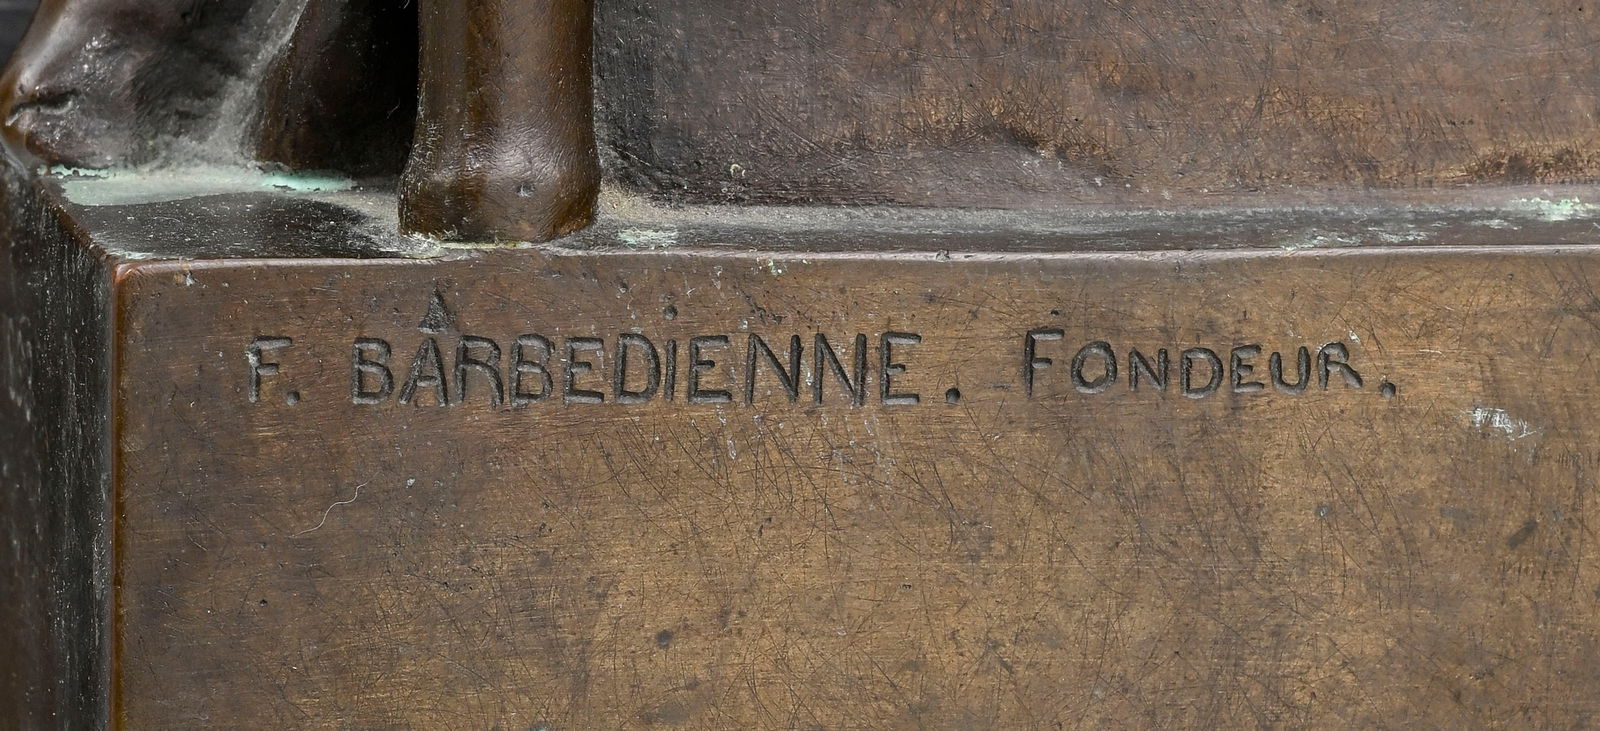 F. BARBEDIENNE. FONDEUR.